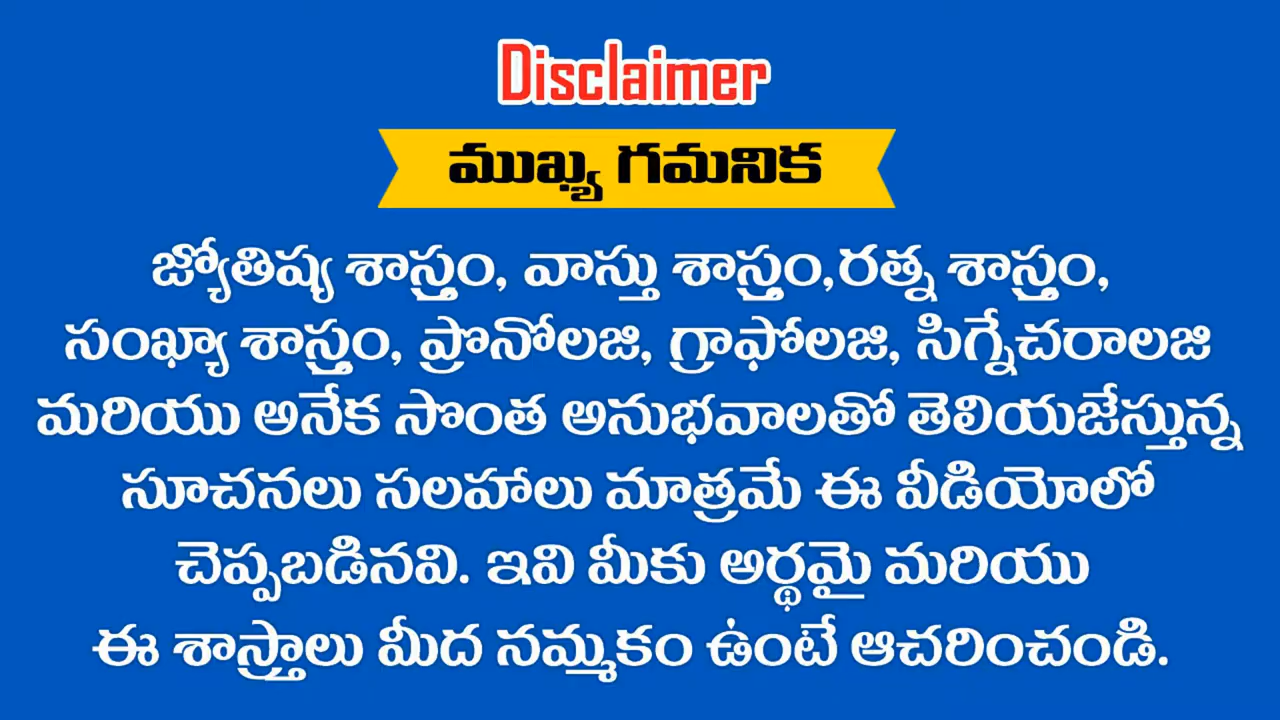 Disclaimer
ముఖ్య గమనిక
జ్యోతిష్య శాస్త్రం, వాస్తు శాస్త్రం,రత్న శాస్త్రం,
సంఖ్యా శాస్త్రం, ప్రొనోలజి, గ్రాఫోలజి, సిగ్నేచరాలజి
మరియు అనేక సొంత అనుభవాలతో తెలియజేస్తున్న
సూచనలు సలహాలు మాత్రమే ఈ వీడియోలో
చెప్పబడినవి. ఇవి మీకు అర్థమై మరియు
ఈ శాస్త్రాలు మీద నమ్మకం ఉంటే ఆచరించండి.